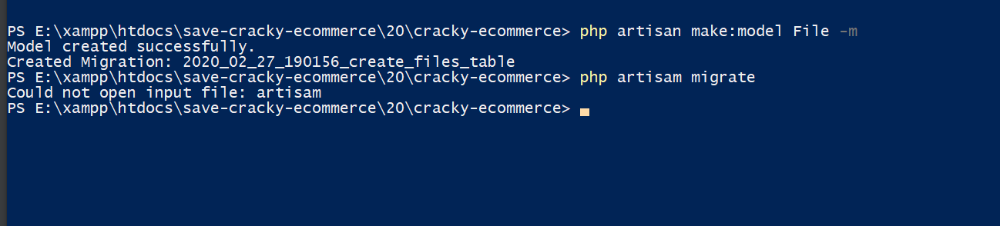 PS E:\xampp\htdocs\save-cracky-ecommerce\20\cracky-ecommerce> php artisan make:model File -m
Model created successfully.
Created Migration: 2020_02_27_190156_create_files_table
PS E:\xampp\htdocs\save-cracky-ecommerce\20\cracky-ecommerce> php artisam migrate
Could not open input file: artisam
PS E:\xampp\htdocs\save-cracky-ecommerce\20\cracky-ecommerce>